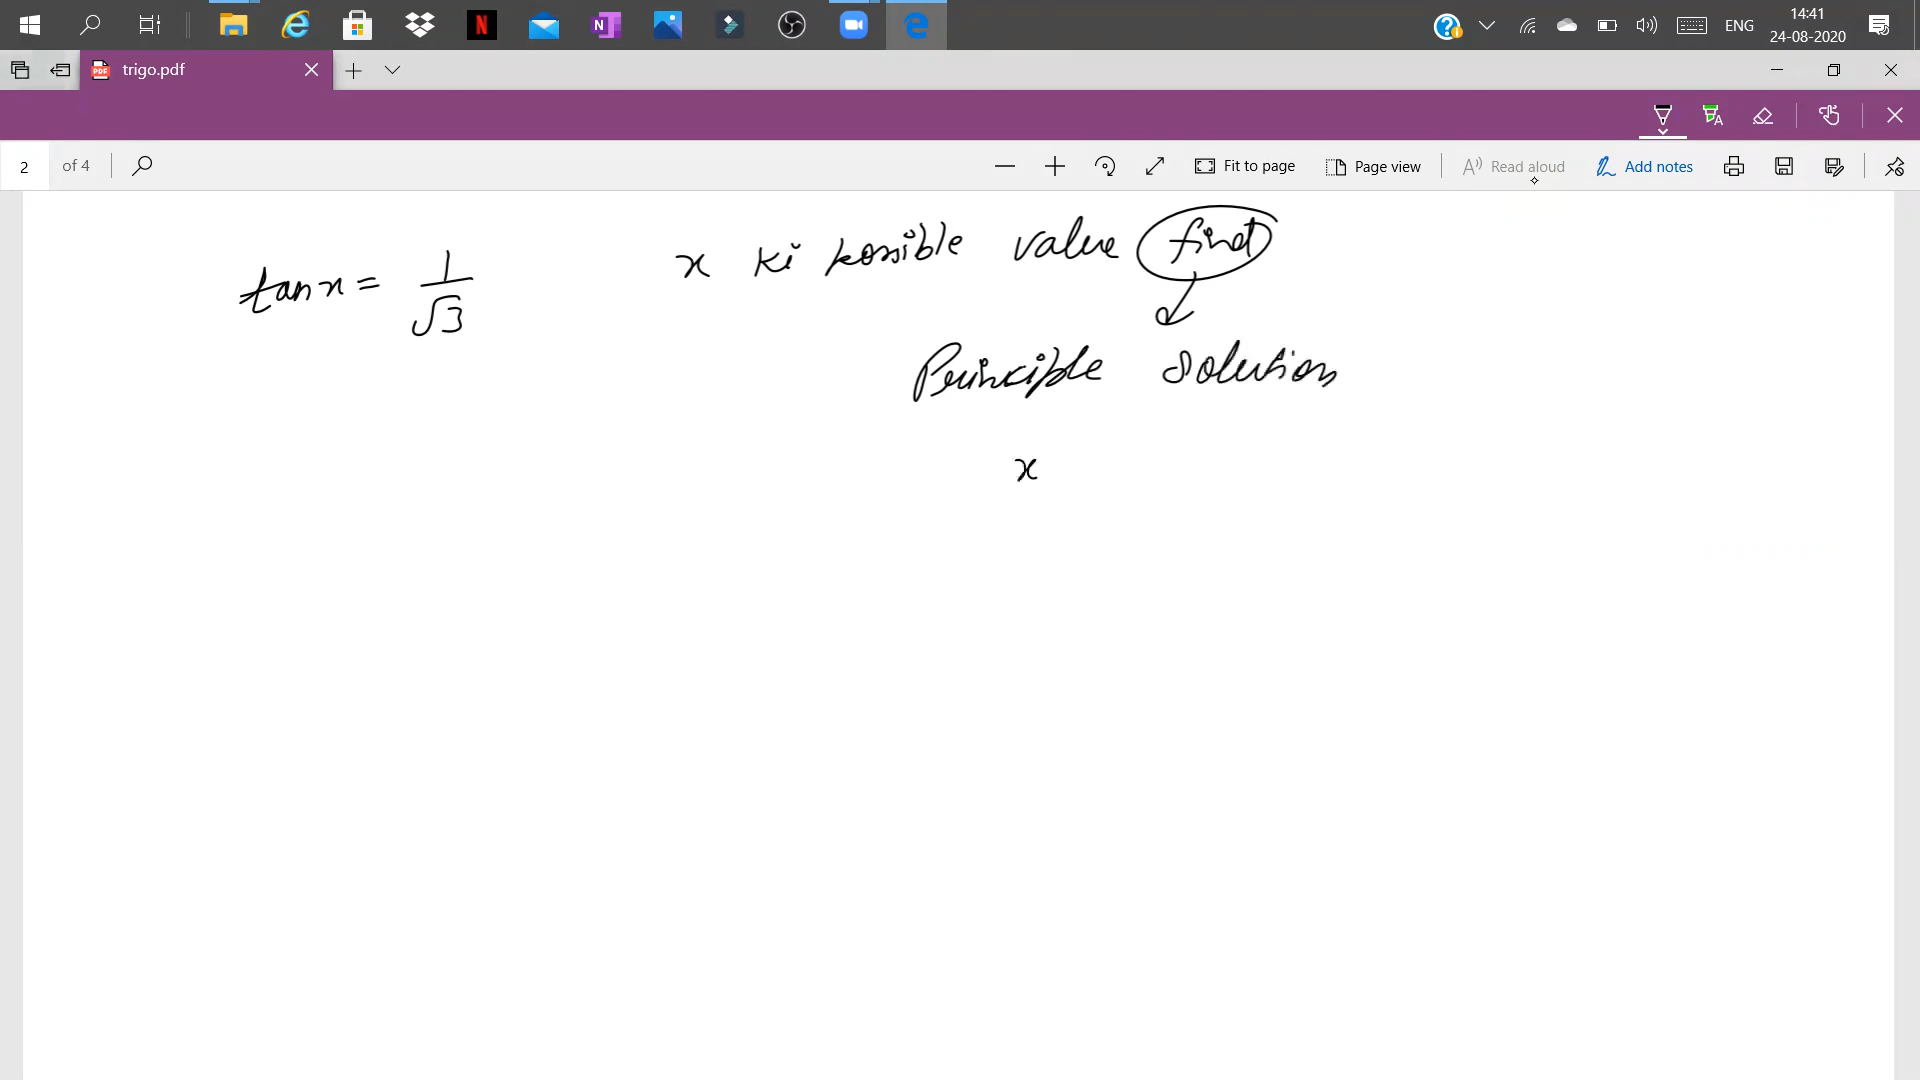 ENG
14:41
24-08-2020
trigo.pdf
2 of 4
Fit to page
Page view
Read aloud
Add notes
x ki possible value find
tan x = 1/√3
Principle solution
x